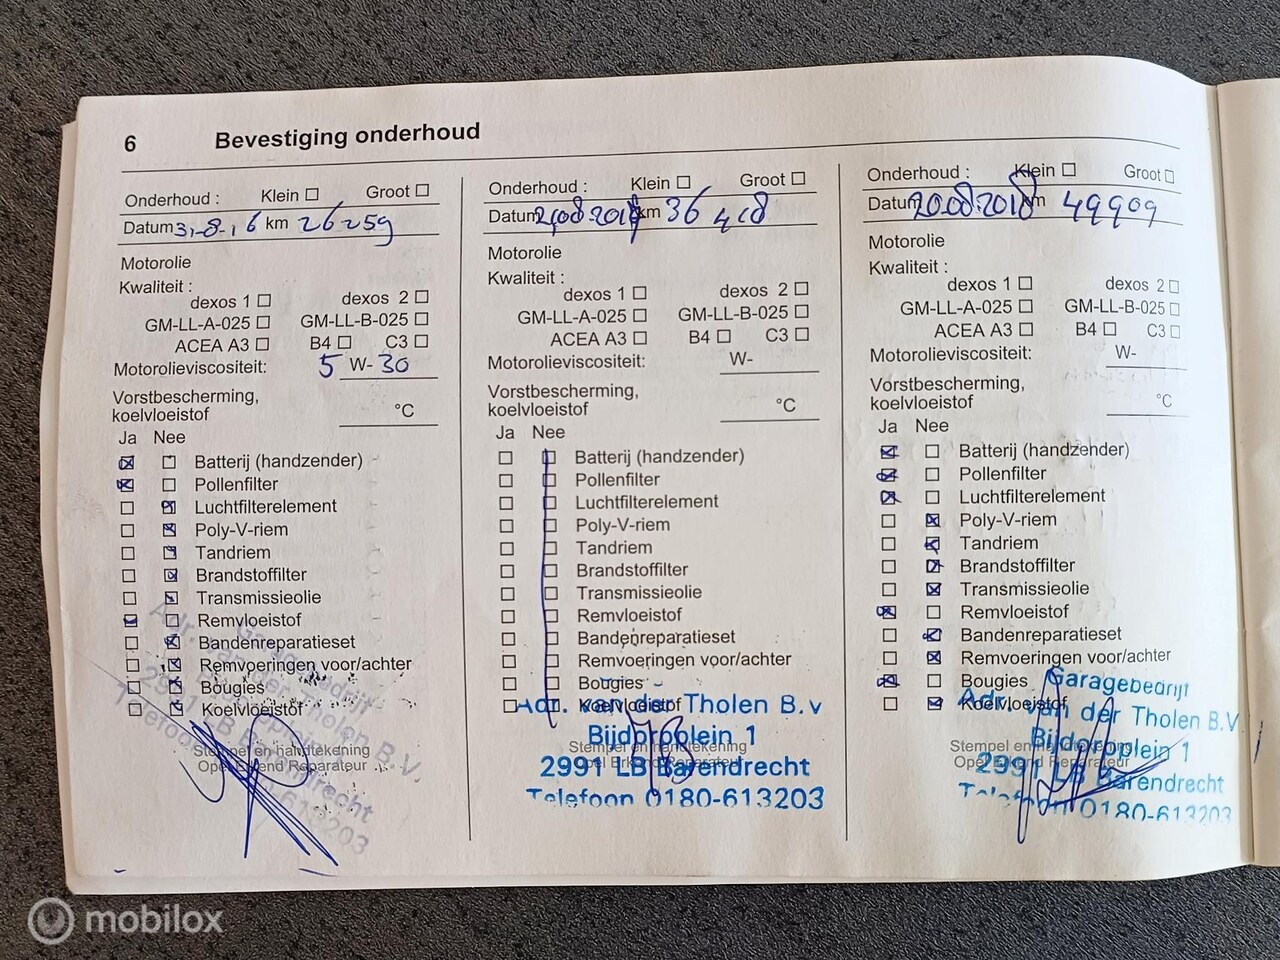 6 Bevestiging onderhoud
Onderhoud : Klein Groot
Datum 31-8-16 km 26259
Motorolie
Kwaliteit :
dexos 1 dexos 2
GM-LL-A-025 GM-LL-B-025
ACEA A3 B4 C3
Motorolieviscositeit: 5 W- 30
Vorstbescherming,
koelvloeistof °C
Ja Nee
Batterij (handzender)
Pollenfilter
Luchtfilterelement
Poly-V-riem
Tandriem
Brandstoffilter
Transmissieolie
Remvloeistof
Bandenreparatieset
Remvoeringen voor/achter
Bougies
Koelvloeistof
Stempel en handtekening
Opel Erkend Reparateur
Onderhoud : Klein Groot
Datum km 36 418
Motorolie
Kwaliteit :
dexos 1 dexos 2
GM-LL-A-025 GM-LL-B-025
ACEA A3 B4 C3
Motorolieviscositeit: W-
Vorstbescherming,
koelvloeistof °C
Ja Nee
Batterij (handzender)
Pollenfilter
Luchtfilterelement
Poly-V-riem
Tandriem
Brandstoffilter
Transmissieolie
Remvloeistof
Bandenreparatieset
Remvoeringen voor/achter
Bougies
Koelvloeistof
Adr. van der Tholen B.v
Bijdorpplein 1
Stempel en handtekening
Opel Erkend Reparateur
2991 LB Barendrecht
Telefoon 0180-613203
Onderhoud : Klein Groot
Datum 20.08.2018 km 49909
Motorolie
Kwaliteit :
dexos 1 dexos 2
GM-LL-A-025 GM-LL-B-025
ACEA A3 B4 C3
Motorolieviscositeit: W-
Vorstbescherming,
koelvloeistof °C
Ja Nee
Batterij (handzender)
Pollenfilter
Luchtfilterelement
Poly-V-riem
Tandriem
Brandstoffilter
Transmissieolie
Remvloeistof
Bandenreparatieset
Remvoeringen voor/achter
Bougies
Koelvloeistof
Garagebedrijf
Adr. van der Tholen B.V
Bijdorpplein 1
Stempel en handtekening
Opel Erkend Reparateur
2991 LB Barendrecht
Telefoon 0180-613203
mobilox